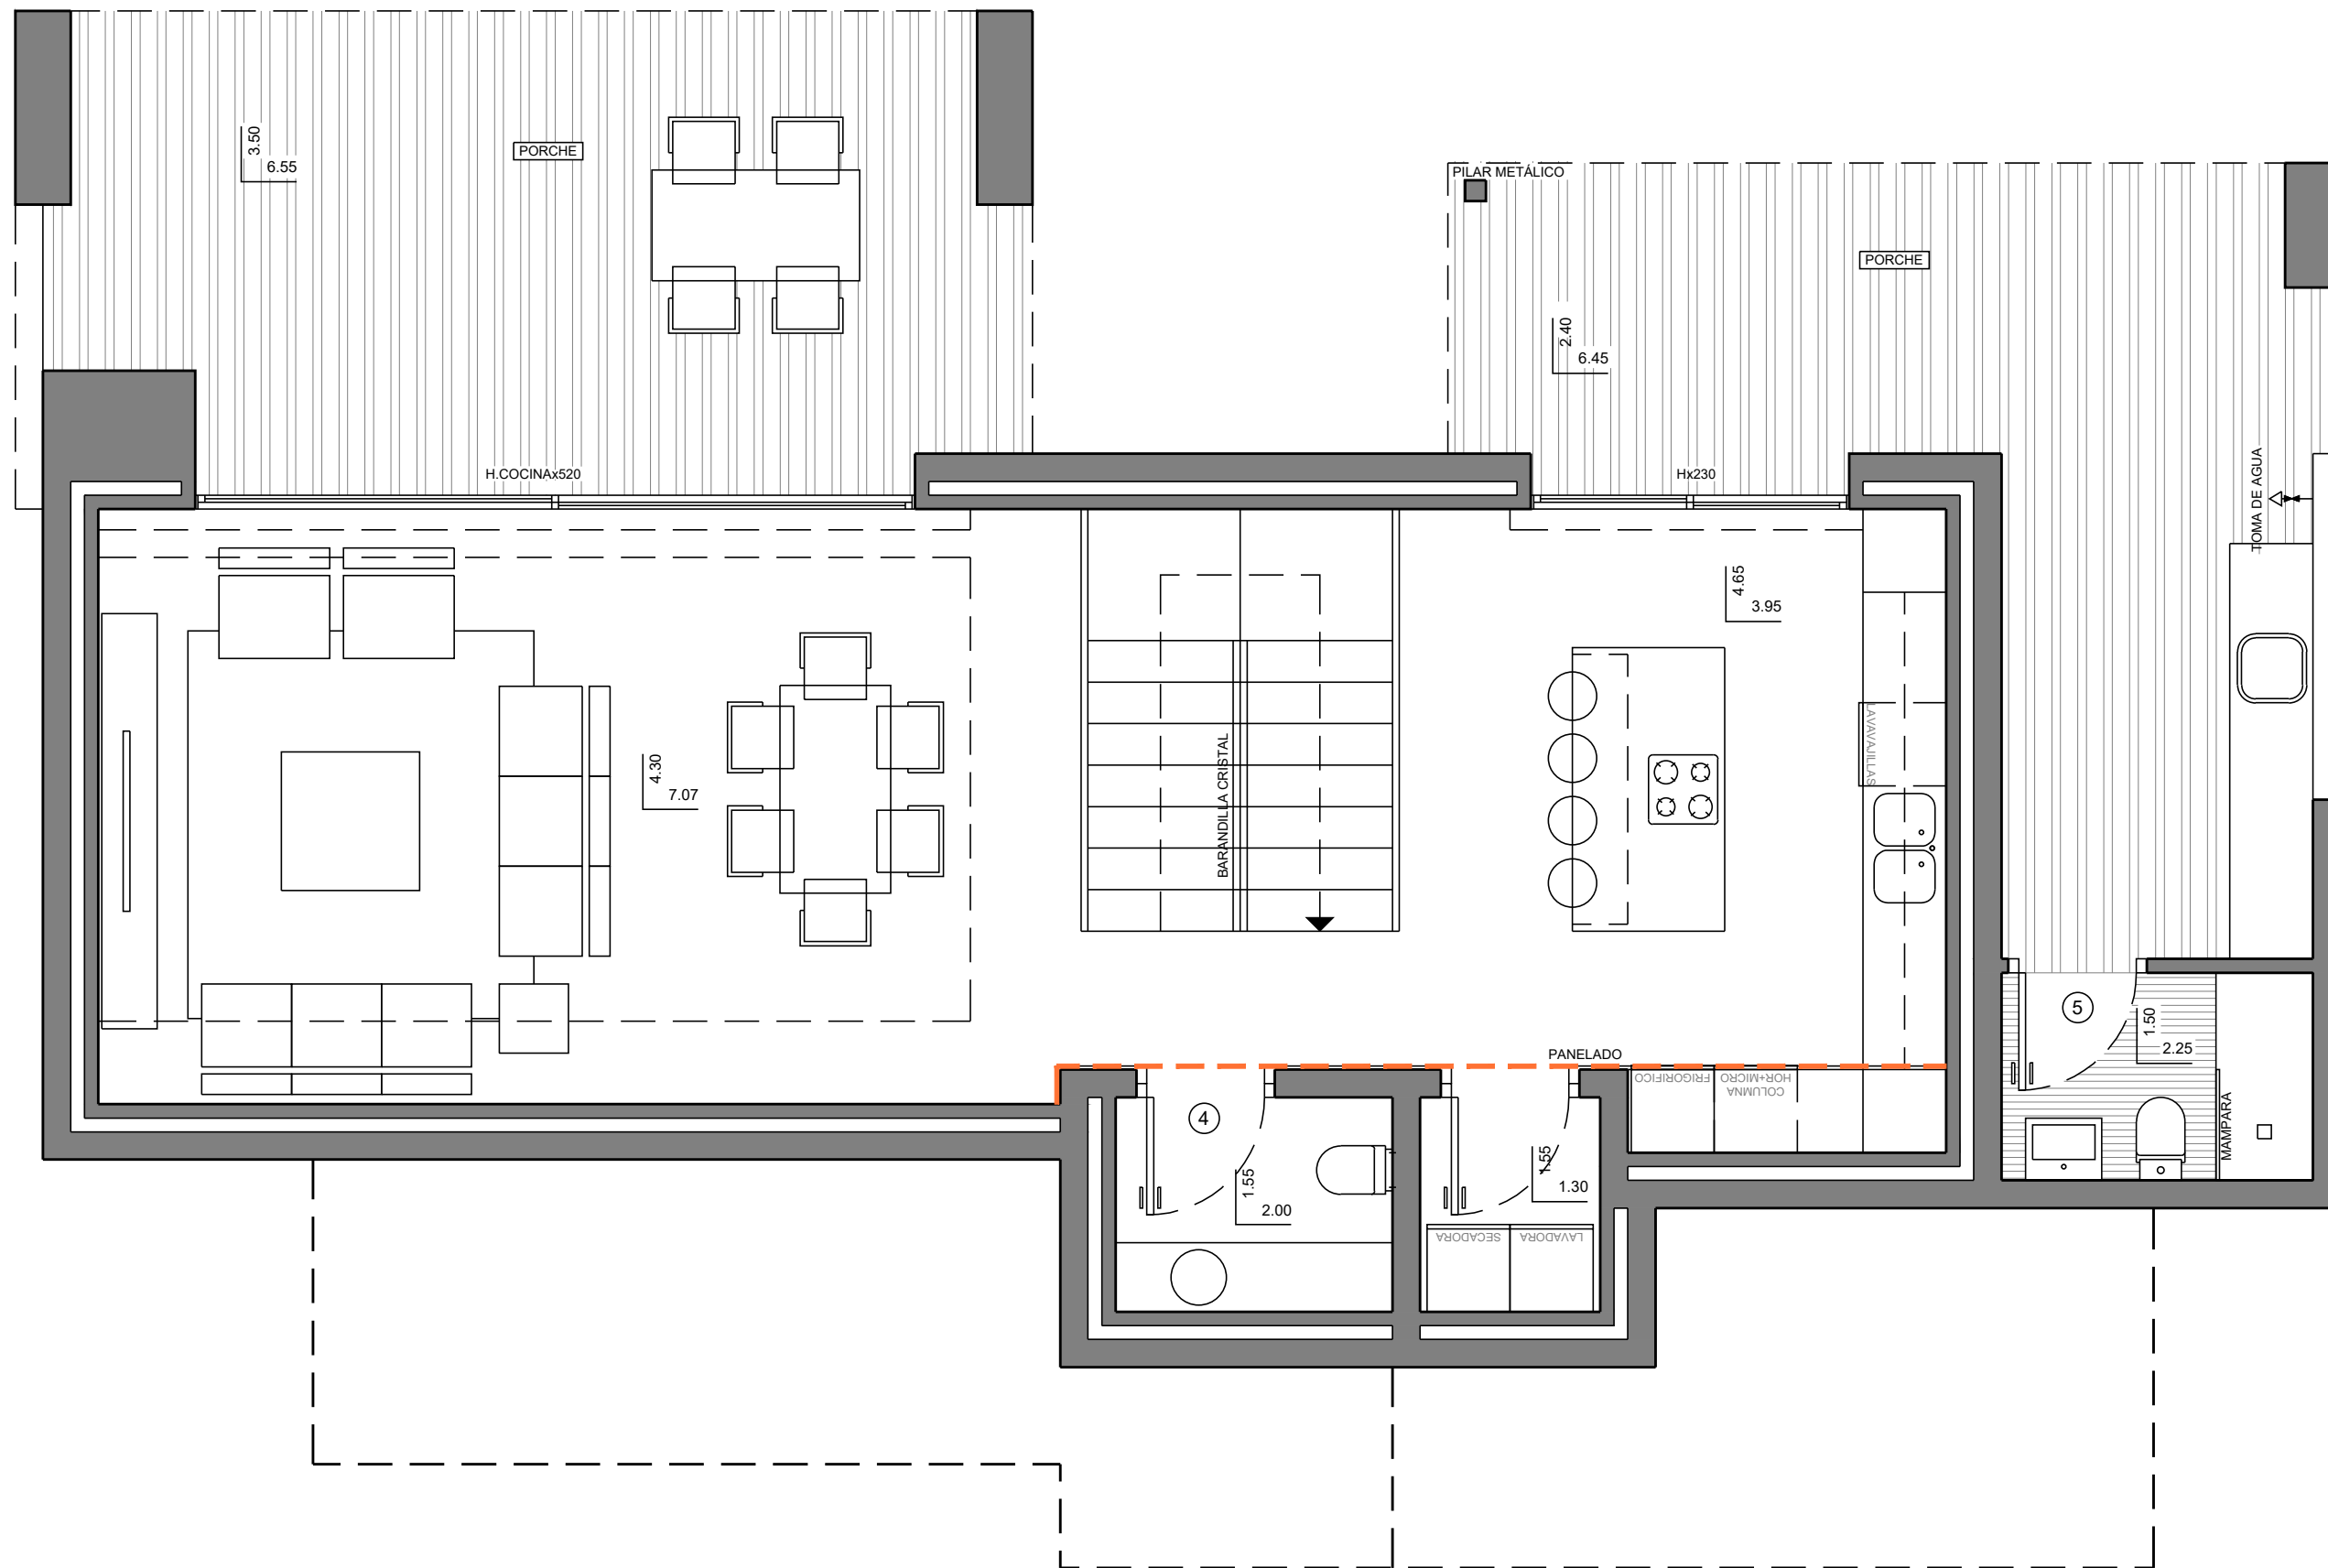 3.50
6.55
PORCHE
PILAR METÁLICO
PORCHE
2.40
6.45
H.COCINAx520
Hx230
TOMA DE AGUA
4.65
3.95
LAVAVAJILLAS
BARANDILLA CRISTAL
4.30
7.07
5
1.50
2.25
PANELADO
FRIGORIFICO
COLUMNA
HOR+MICRO
4
MAMPARA
1.55
2.00
1.55
1.30
SECADORA
LAVADORA